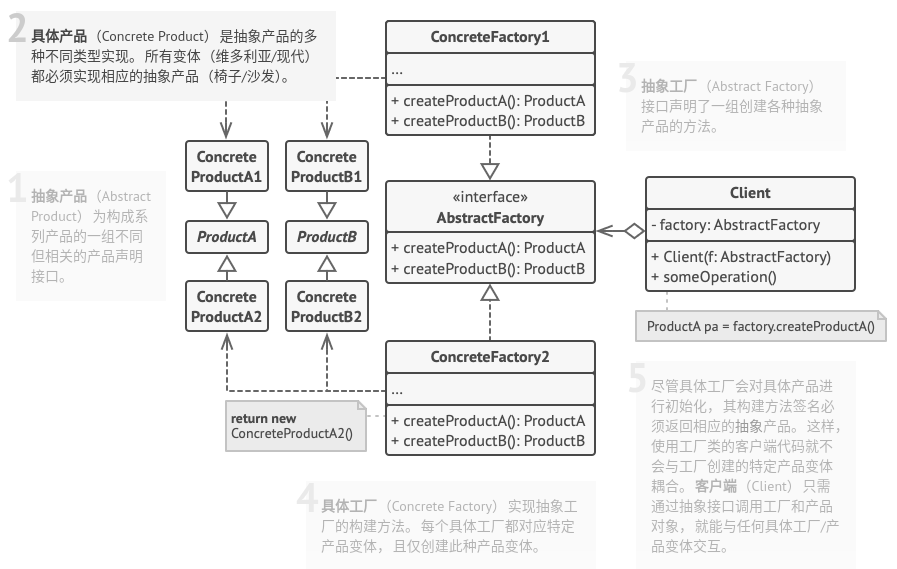 2
具体产品（Concrete Product）是抽象产品的多
种不同类型实现。所有变体（维多利亚/现代）
都必须实现相应的抽象产品（椅子/沙发）。
ConcreteFactory1
...
+ createProductA(): ProductA
+ createProductB(): ProductB
3
抽象工厂（Abstract Factory）
接口声明了一组创建各种抽象
产品的方法。
Concrete
ProductA1
Concrete
ProductB1
1
抽象产品（Abstract
Product）为构成系
列产品的一组不同
但相关的产品声明
接口。
ProductA
ProductB
«interface»
AbstractFactory
+ createProductA(): ProductA
+ createProductB(): ProductB
Client
- factory: AbstractFactory
+ Client(f: AbstractFactory)
+ someOperation()
Concrete
ProductA2
Concrete
ProductB2
ProductA pa = factory.createProductA()
ConcreteFactory2
...
+ createProductA(): ProductA
+ createProductB(): ProductB
return new
ConcreteProductA2()
5
尽管具体工厂会对具体产品进
行初始化，其构建方法签名必
须返回相应的抽象产品。这样，
使用工厂类的客户端代码就不
会与工厂创建的特定产品变体
耦合。客户端（Client）只需
通过抽象接口调用工厂和产品
对象，就能与任何具体工厂/产
品变体交互。
4
具体工厂（Concrete Factory）实现抽象工
厂的构建方法。每个具体工厂都对应特定
产品变体，且仅创建此种产品变体。